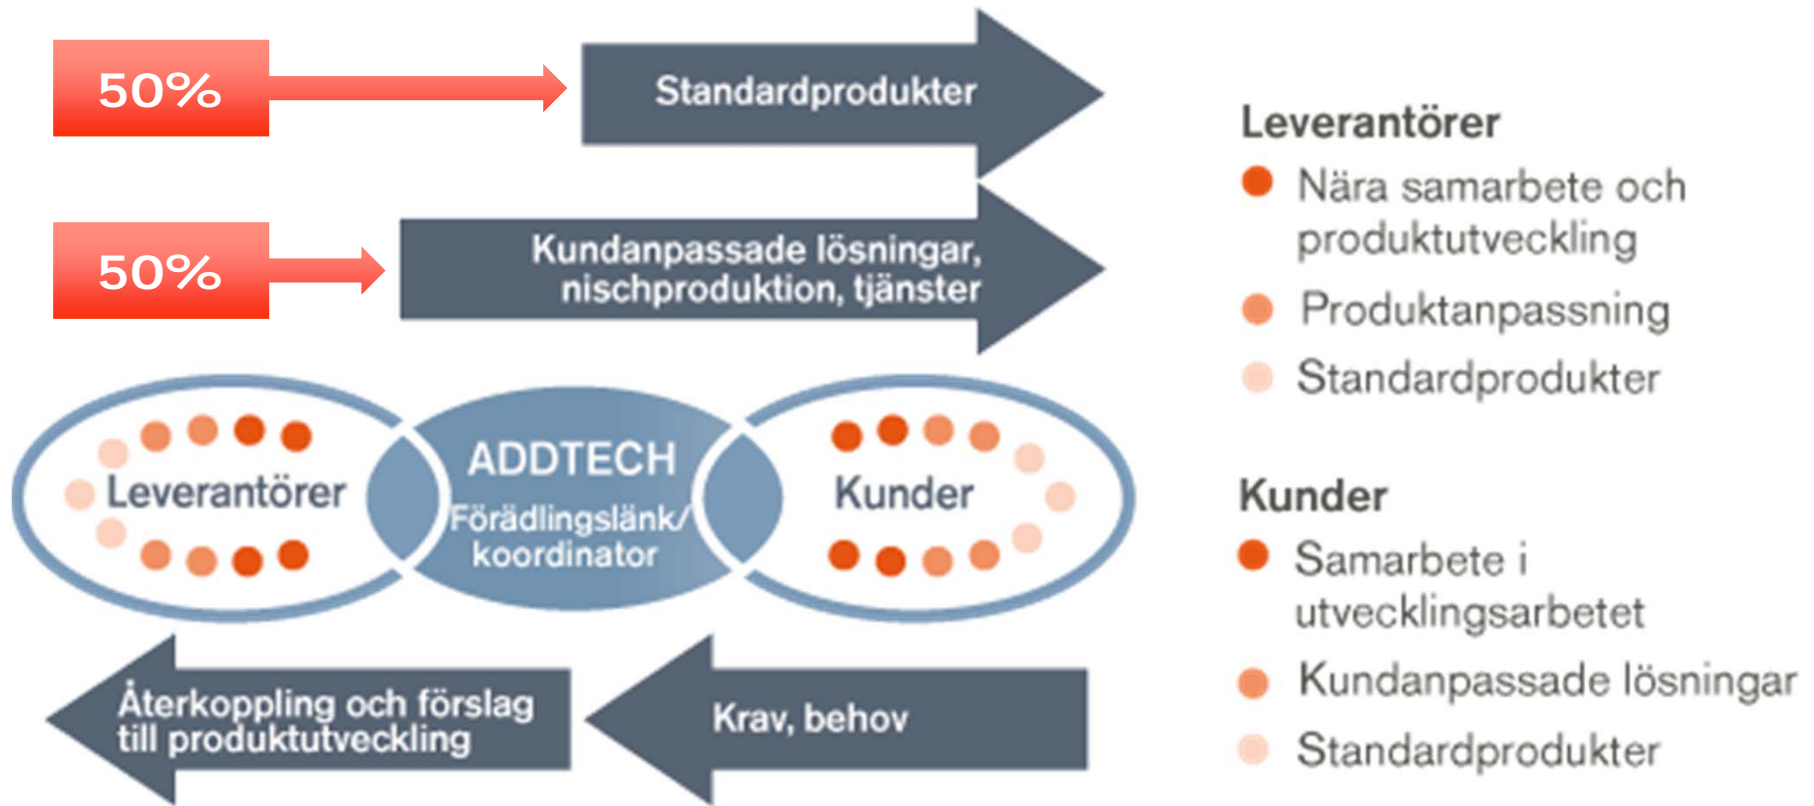 50%
Standardprodukter
50%
Kundanpassade lösningar,
nischproduktion, tjänster
Leverantörer
ADDTECH
Förädlingslänk/
koordinator
Kunder
Återkoppling och förslag
till produktutveckling
Krav, behov
Leverantörer
Nära samarbete och
produktutveckling
Produktanpassning
Standardprodukter
Kunder
Samarbete i
utvecklingsarbetet
Kundanpassade lösningar
Standardprodukter